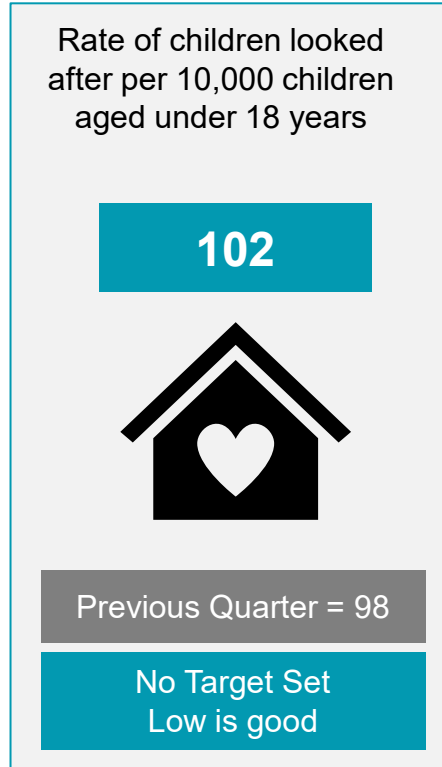 Rate of children looked
after per 10,000 children
aged under 18 years
102
Previous Quarter = 98
No Target Set
Low is good